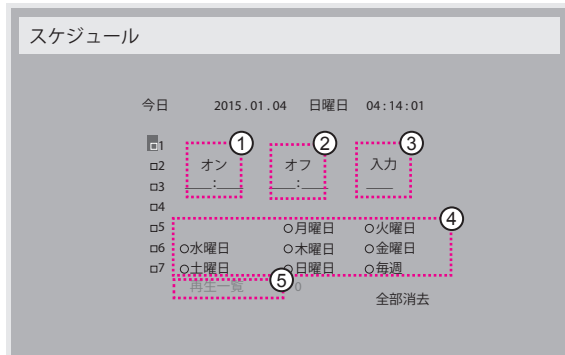 スケジュール
今日 2015.01.04 日曜日 04:14:01
□1 ① ② ③
□2 オン オフ 入力
□3 __:__ __:__ __
□4 ④
□5 ○月曜日 ○火曜日
□6 ○水曜日 ○木曜日 ○金曜日
□7 ○土曜日 ○日曜日 ○毎週
再生一覧 ⑤ 0
全部消去